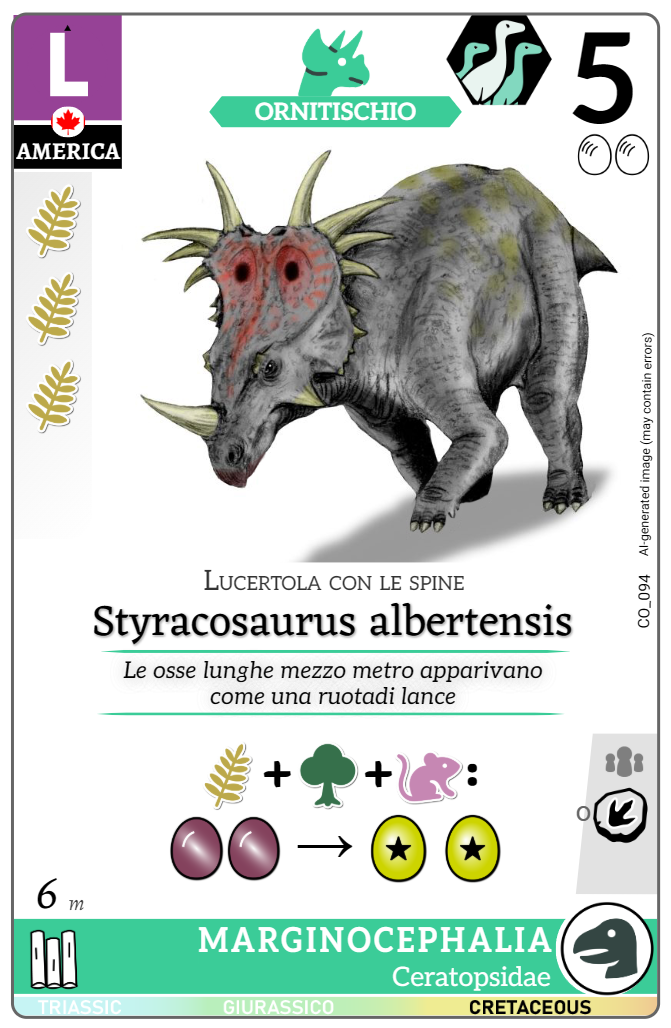 L
AMERICA
ORNITISCHIO
5
LUCERTOLA CON LE SPINE
Styracosaurus albertensis
Le osse lunghe mezzo metro apparivano
come una ruotadi lance
CO_094 AI-generated image (may contain errors)
+ + :
→
O
6 m
MARGINOCEPHALIA
Ceratopsidae
TRIASSIC GIURASSICO CRETACEOUS